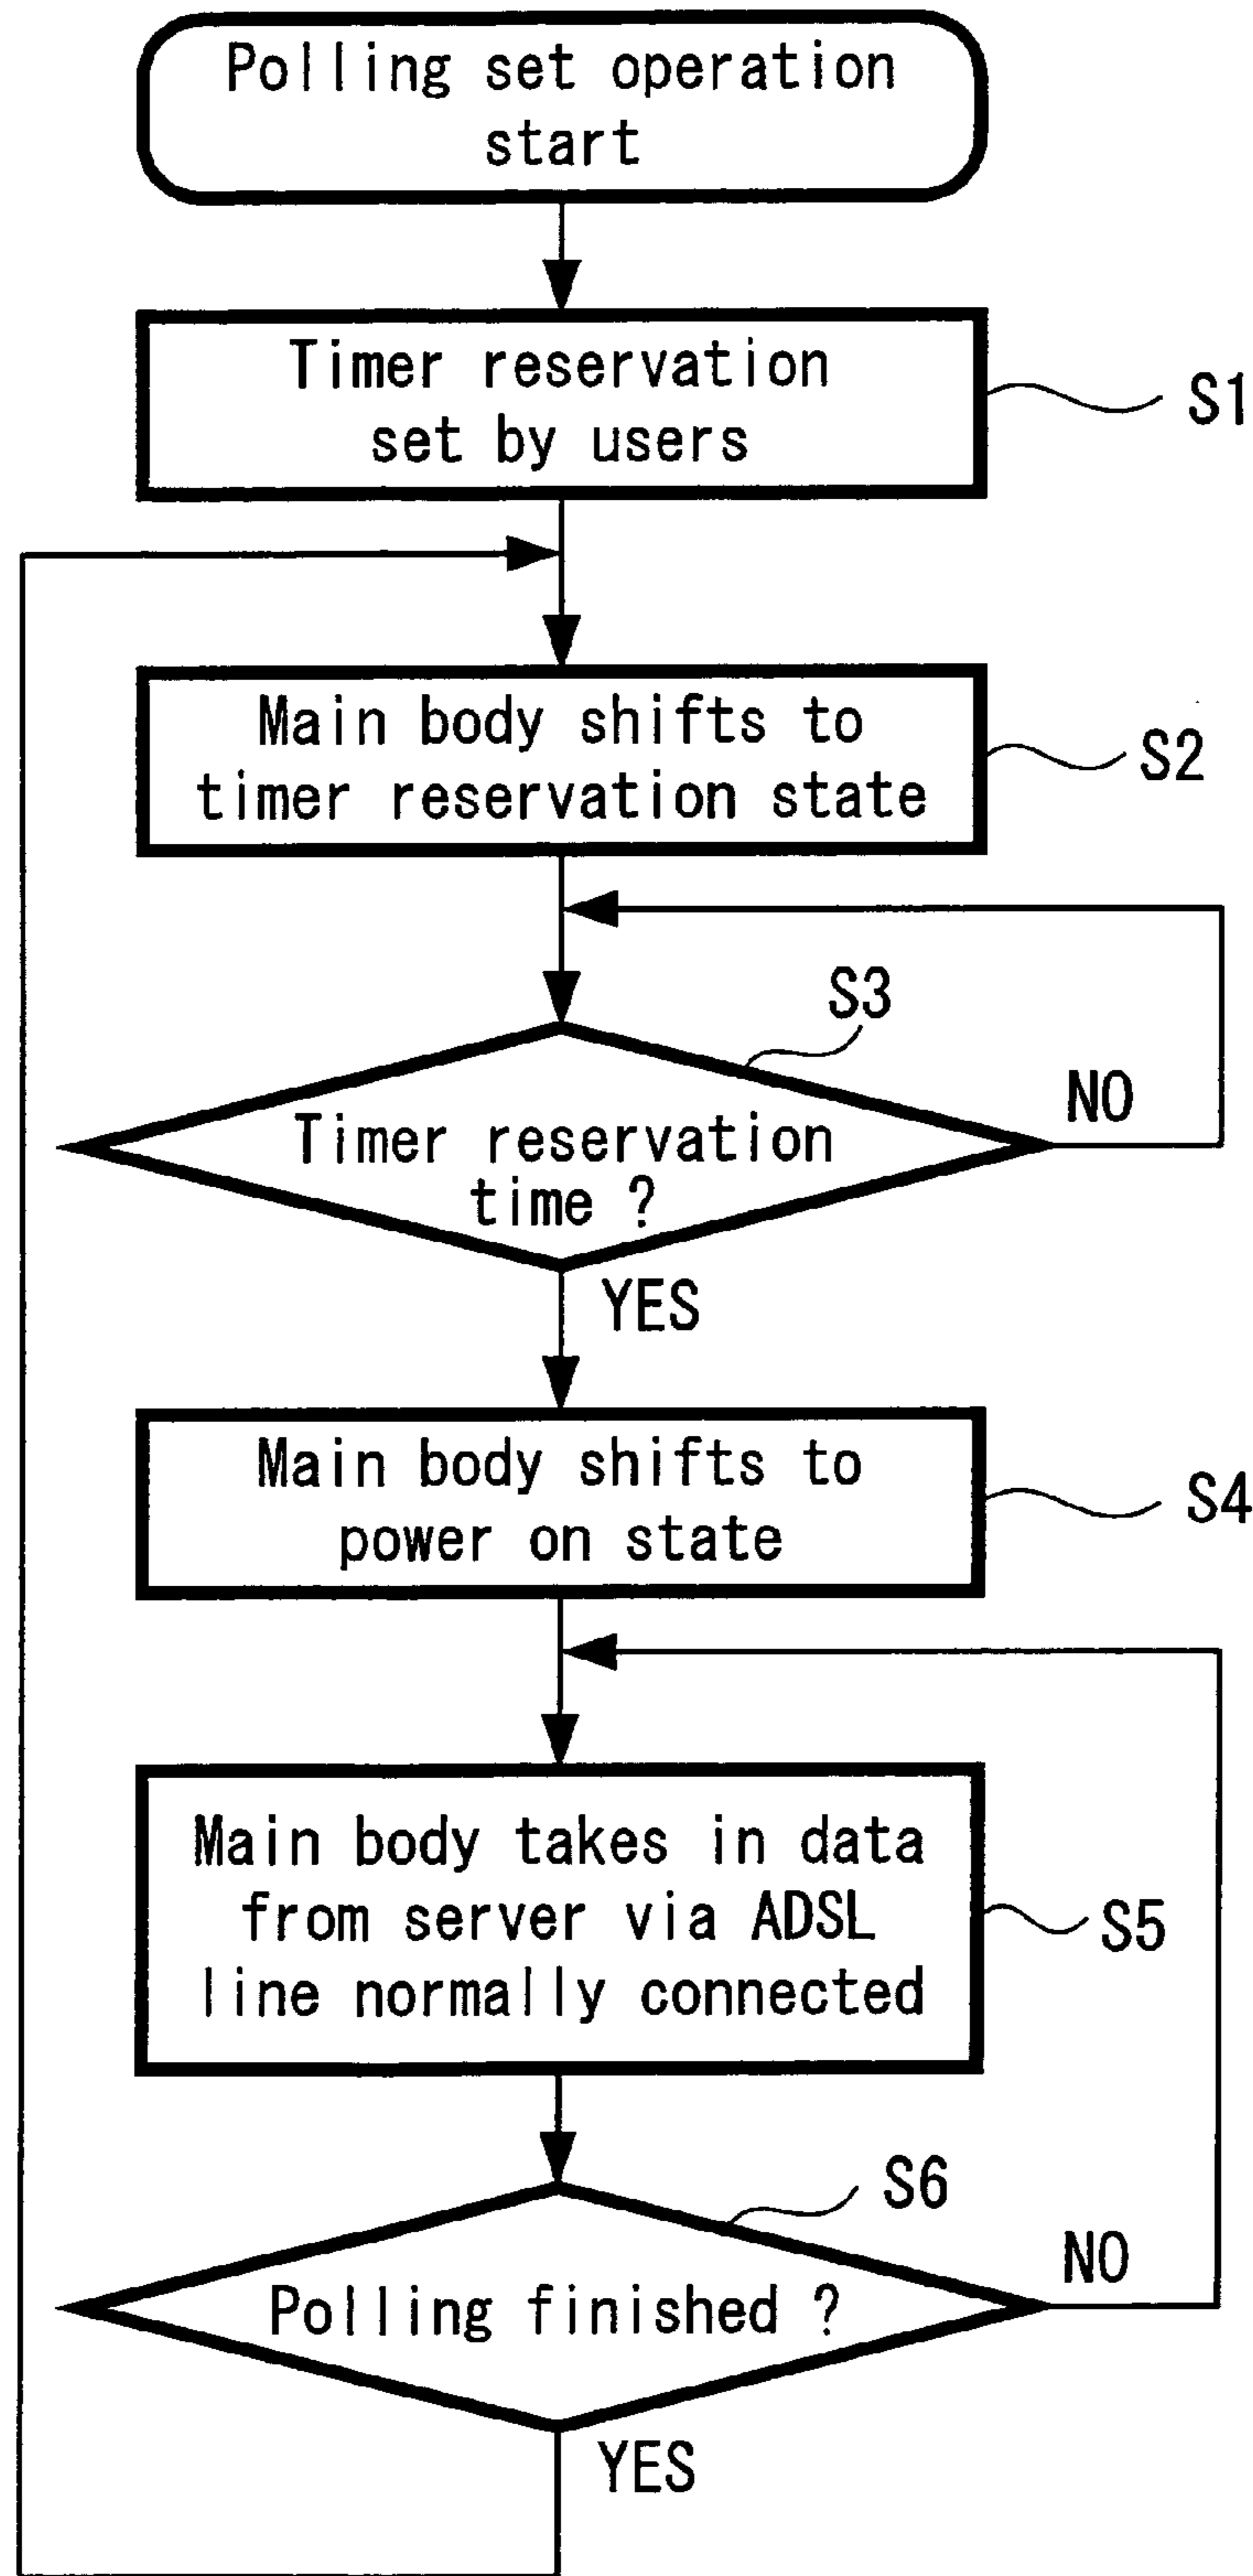 Polling set operation
start
Timer reservation
set by users
S1
Main body shifts to
timer reservation state
S2
S3
Timer reservation
time ?
NO
YES
Main body shifts to
power on state
S4
Main body takes in data
from server via ADSL
line normally connected
S5
S6
Polling finished ?
NO
YES